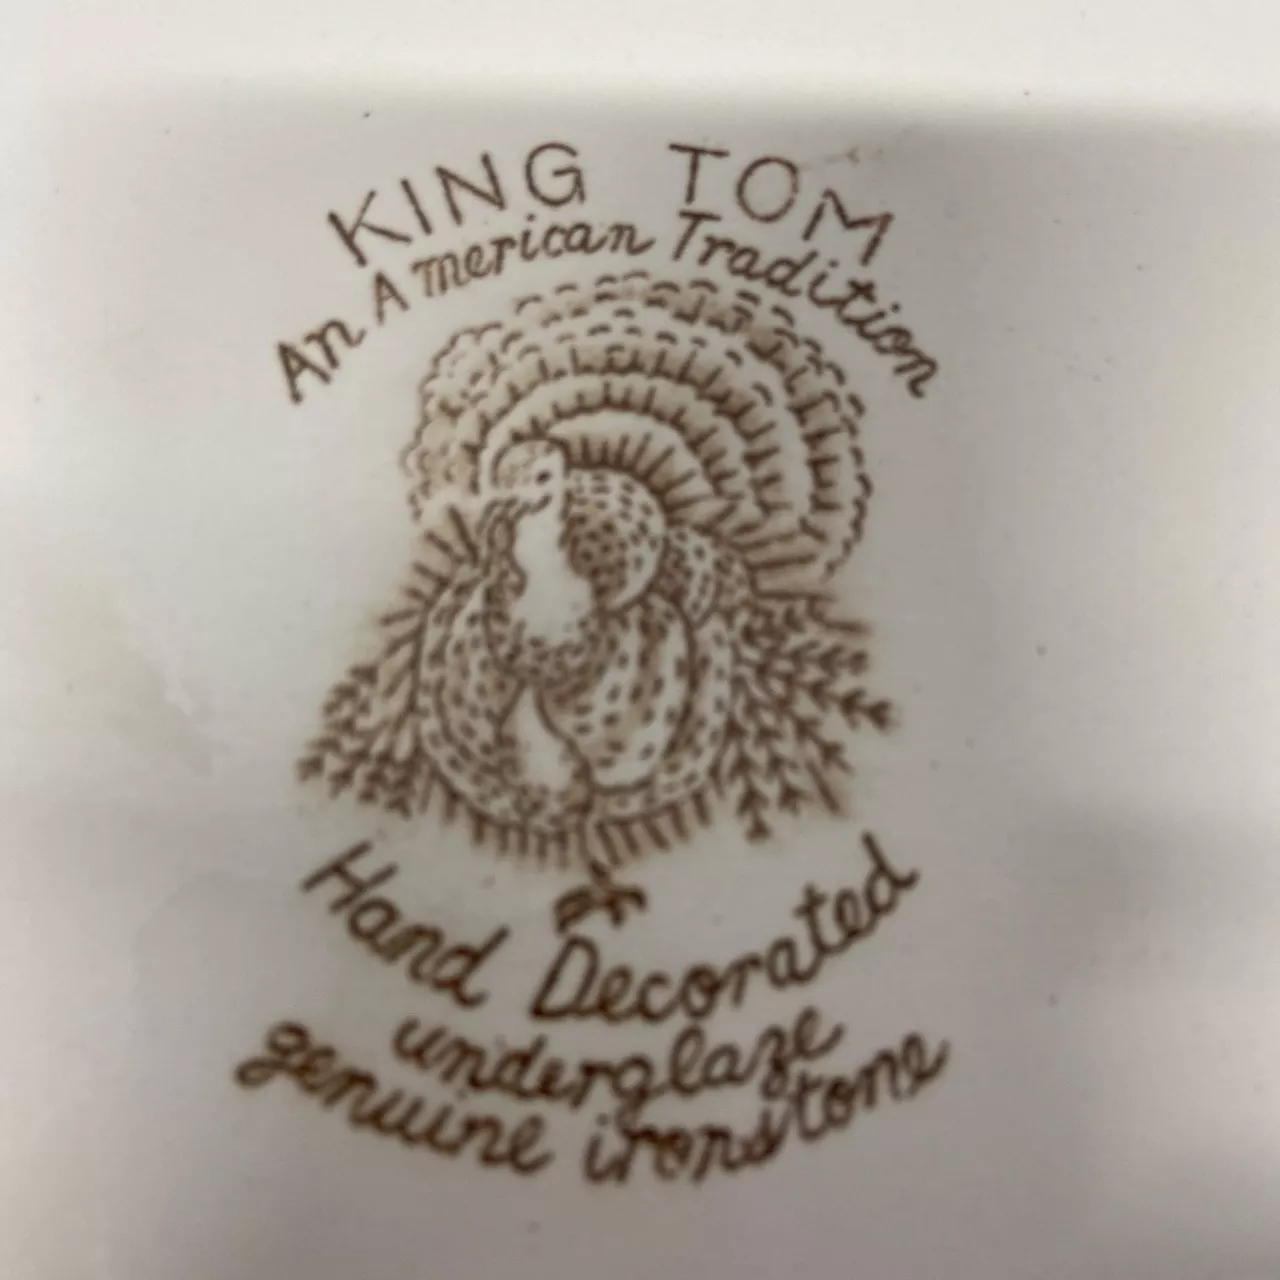 KING TOM
An American Tradition
Hand Decorated
underglaze
genuine ironstone